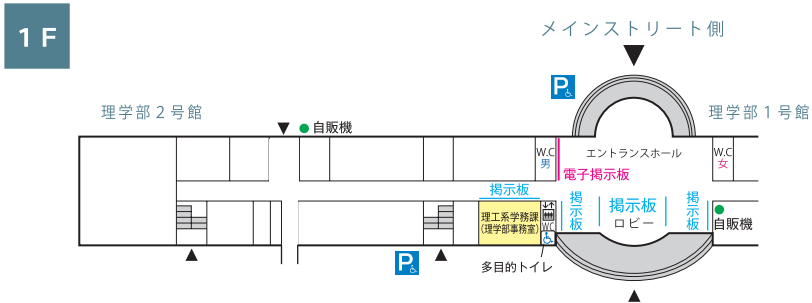 1F
メインストリート側
P
理学部2号館
理学部1号館
自販機
W.C
男
エントランスホール
W.C
女
電子掲示板
掲示板
掲示板
掲示板
掲示板
理工系学務課
(理学部事務室)
WC
ロビー
自販機
P
多目的トイレ